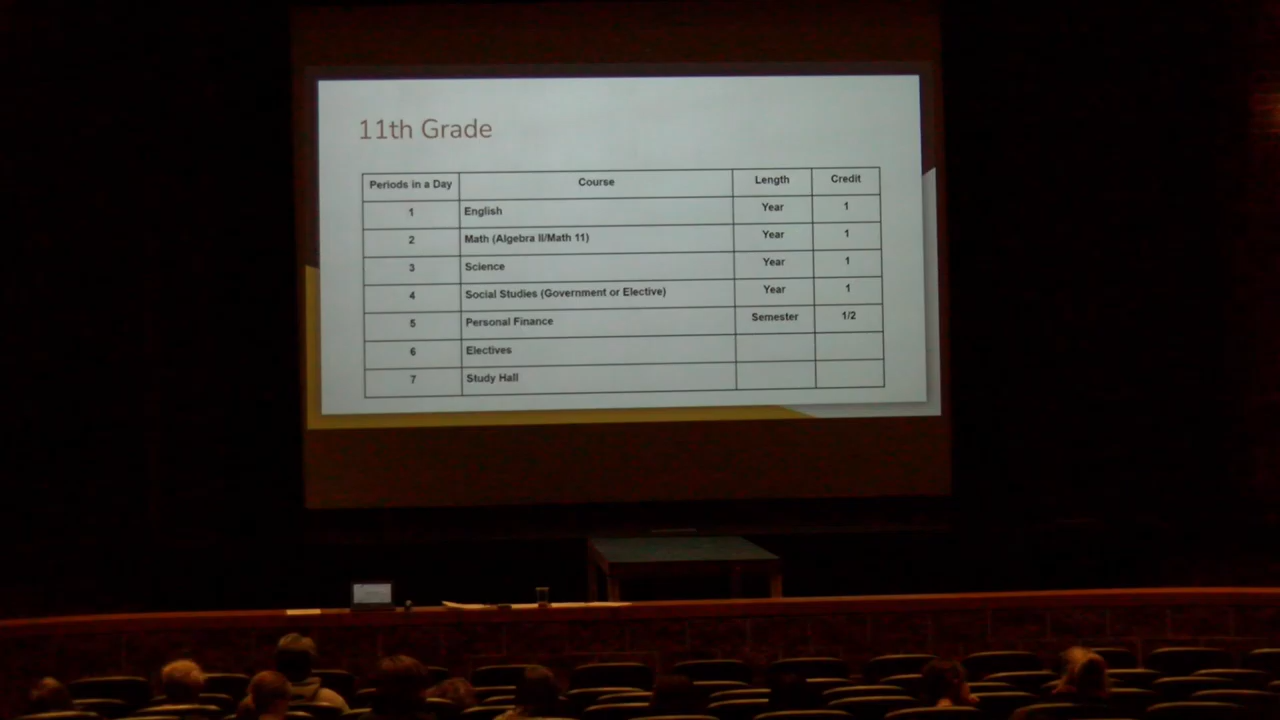 11th Grade
Periods in a Day Course Length Credit
1 English Year 1
2 Math (Algebra II/Math 11) Year 1
3 Science Year 1
4 Social Studies (Government or Elective) Year 1
5 Personal Finance Semester 1/2
6 Electives
7 Study Hall